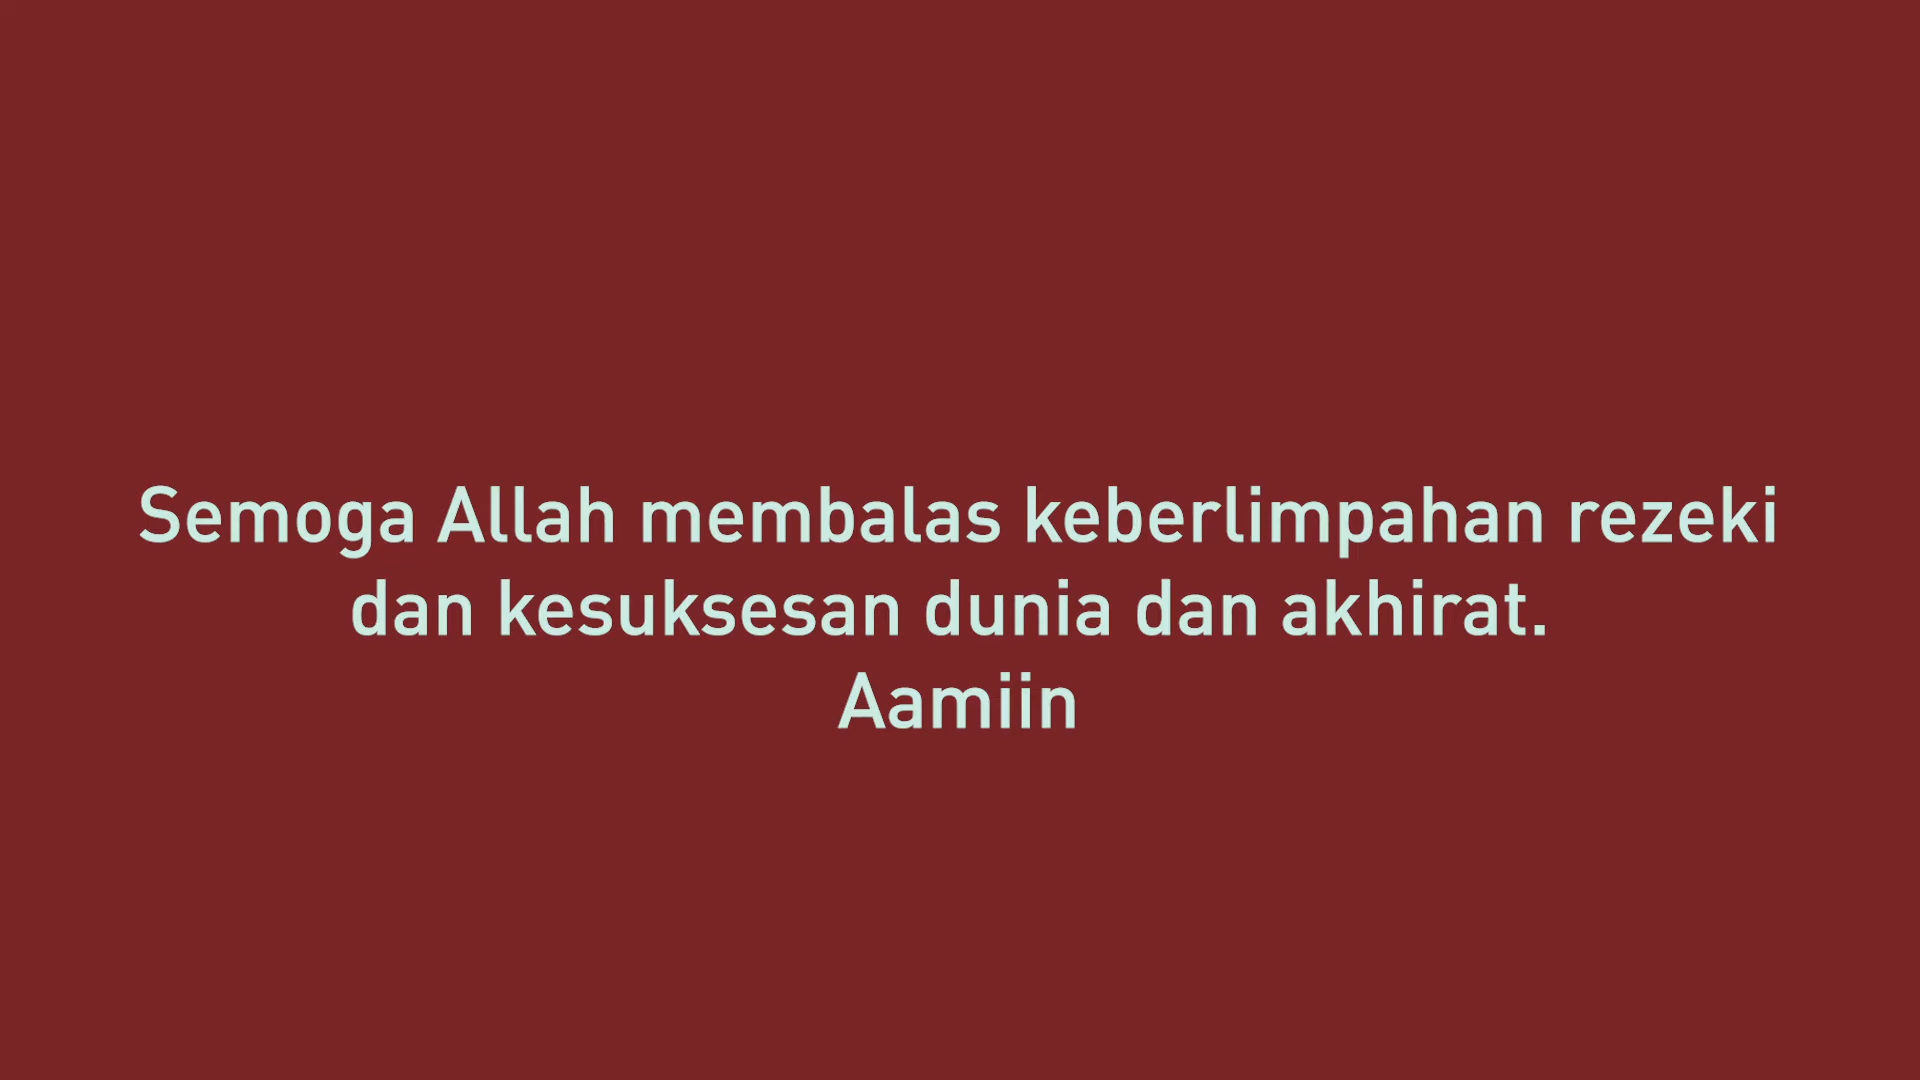 Semoga Allah membalas keberlimpahan rezeki
dan kesuksesan dunia dan akhirat.
Aamiin